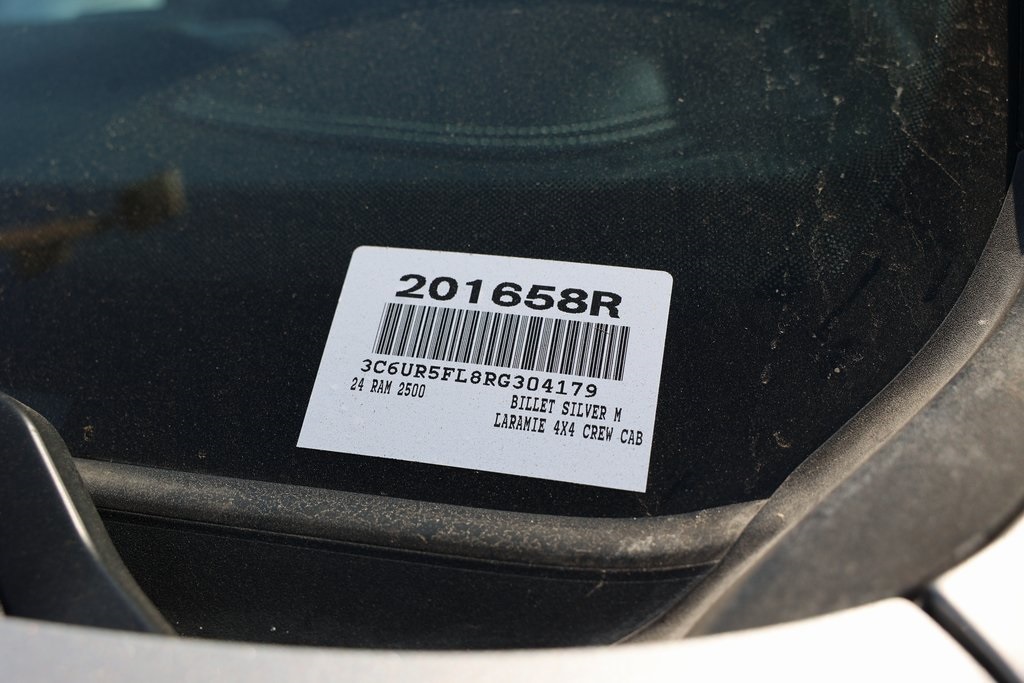 201658R
3C6UR5FL8RG304179
24 RAM 2500
BILLET SILVER M
LARAMIE 4X4 CREW CAB